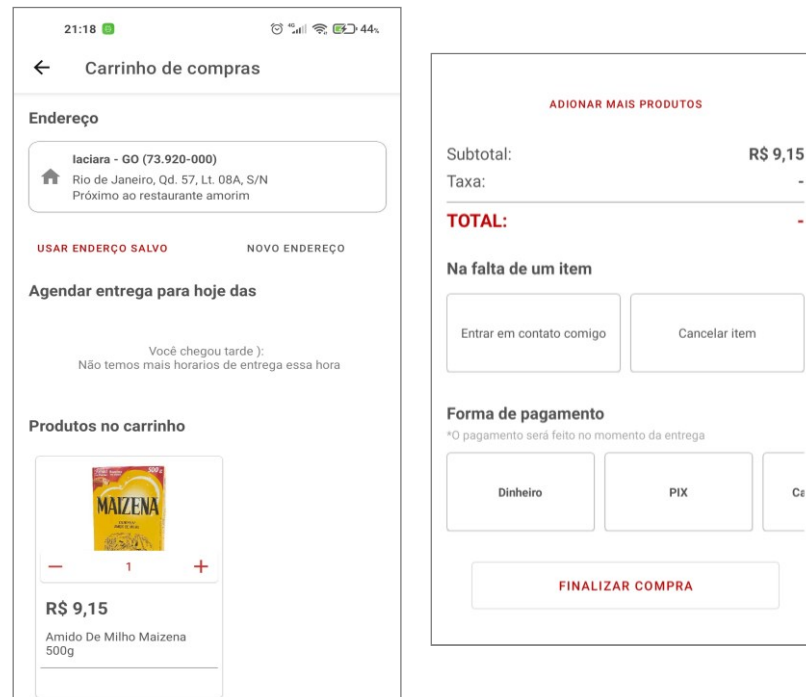 21:18
4G
44%
Carrinho de compras
Endereço
Iaciara - GO (73.920-000)
Rio de Janeiro, Qd. 57, Lt. 08A, S/N
Próximo ao restaurante amorim
USAR ENDERÇO SALVO
NOVO ENDEREÇO
Agendar entrega para hoje das
Você chegou tarde ):
Não temos mais horarios de entrega essa hora
Produtos no carrinho
500g
MAIZENA
1
R$ 9,15
Amido De Milho Maizena
500g
ADIONAR MAIS PRODUTOS
Subtotal: R$ 9,15
Taxa: -
TOTAL: -
Na falta de um item
Entrar em contato comigo
Cancelar item
Forma de pagamento
*O pagamento será feito no momento da entrega
Dinheiro
PIX
Ca
FINALIZAR COMPRA